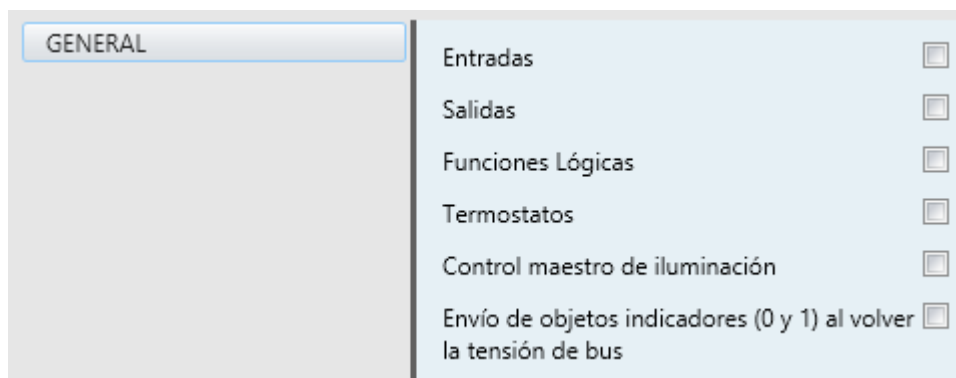 GENERAL
Entradas
Salidas
Funciones Lógicas
Termostatos
Control maestro de iluminación
Envío de objetos indicadores (0 y 1) al volver
la tensión de bus